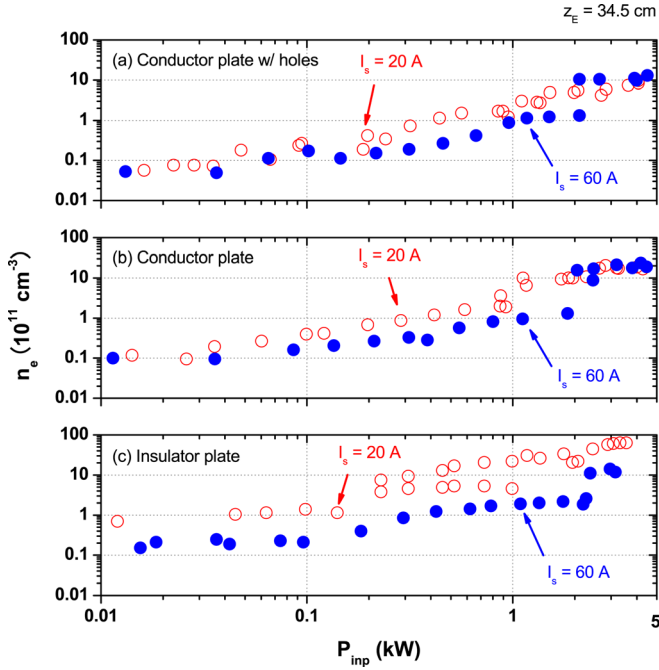 z_E = 34.5 cm
100
(a) Conductor plate w/ holes
I_s = 20 A
10
1
0.1
I_s = 60 A
0.01
100
(b) Conductor plate
I_s = 20 A
10
1
0.1
I_s = 60 A
0.01
n_e (10^11 cm^-3)
100
(c) Insulator plate
I_s = 20 A
10
1
0.1
I_s = 60 A
0.01
0.01 0.1 1 5
P_inp (kW)